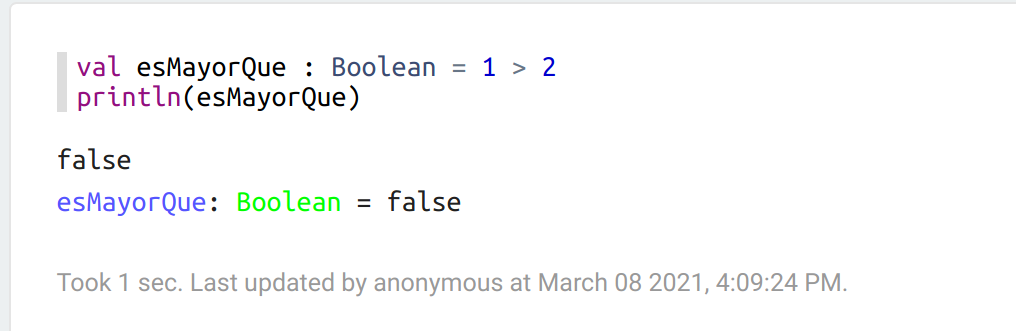 val esMayorQue : Boolean = 1 > 2
println(esMayorQue)
false
esMayorQue: Boolean = false
Took 1 sec. Last updated by anonymous at March 08 2021, 4:09:24 PM.